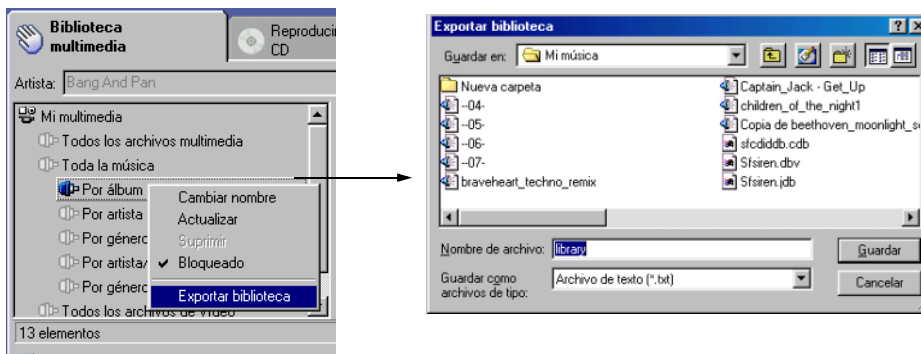 Biblioteca
multimedia
Reproduci
CD
Artista: Bang And Pan
Mi multimedia
Todos los archivos multimedia
Toda la música
Por álbum
Por artista
Por géner
Por artista/
Por géner
Todos los archivos de vídeo
13 elementos
Cambiar nombre
Actualizar
Suprimir
Bloqueado
Exportar biblioteca
Exportar biblioteca
Guardar en: Mi música
Nueva carpeta
--04-
--05-
--06-
--07-
braveheart_techno_remix
Captain_Jack - Get_Up
children_of_the_night1
Copia de beethoven_moonlight_s
sfcdiddb.cdb
Sfsiren.dbv
Sfsiren.jdb
Nombre de archivo: library
Guardar
Guardar como
archivos de tipo: Archivo de texto (*.txt)
Cancelar